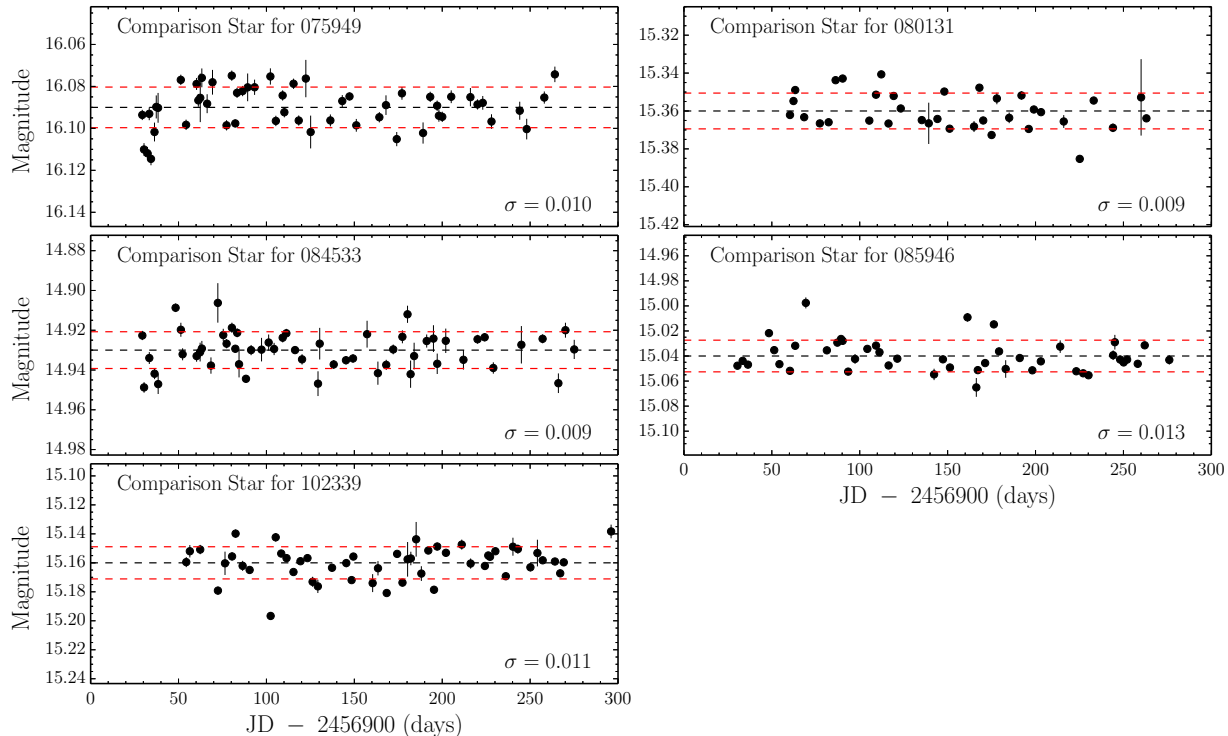 Comparison Star for 075949
16.06
16.08
16.10
16.12
16.14
Magnitude
σ = 0.010
Comparison Star for 080131
15.32
15.34
15.36
15.38
15.40
15.42
σ = 0.009
Comparison Star for 084533
14.88
14.90
14.92
14.94
14.96
14.98
Magnitude
σ = 0.009
Comparison Star for 085946
14.96
14.98
15.00
15.02
15.04
15.06
15.08
15.10
σ = 0.013
0 50 100 150 200 250 300
JD − 2456900 (days)
Comparison Star for 102339
15.10
15.12
15.14
15.16
15.18
15.20
15.22
15.24
Magnitude
σ = 0.011
0 50 100 150 200 250 300
JD − 2456900 (days)